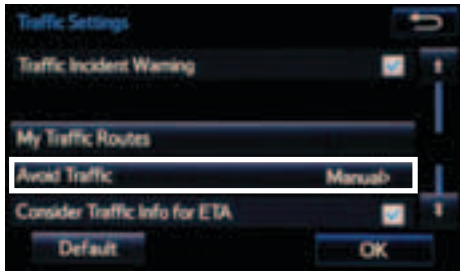 Traffic Settings
Traffic Incident Warning
My Traffic Routes
Avoid Traffic Manual>
Consider Traffic Info for ETA
Default OK